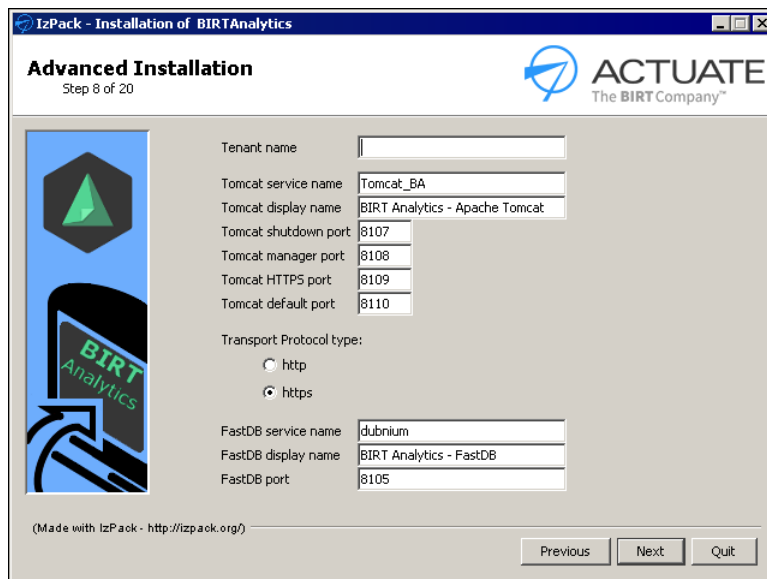 IzPack - Installation of BIRTAnalytics
Advanced Installation
Step 8 of 20
ACTUATE
The BIRT Company™
BIRT
Analytics
Tenant name
Tomcat service name Tomcat_BA
Tomcat display name BIRT Analytics - Apache Tomcat
Tomcat shutdown port 8107
Tomcat manager port 8108
Tomcat HTTPS port 8109
Tomcat default port 8110
Transport Protocol type:
http
https
FastDB service name dubnium
FastDB display name BIRT Analytics - FastDB
FastDB port 8105
(Made with IzPack - http://izpack.org/)
Previous Next Quit